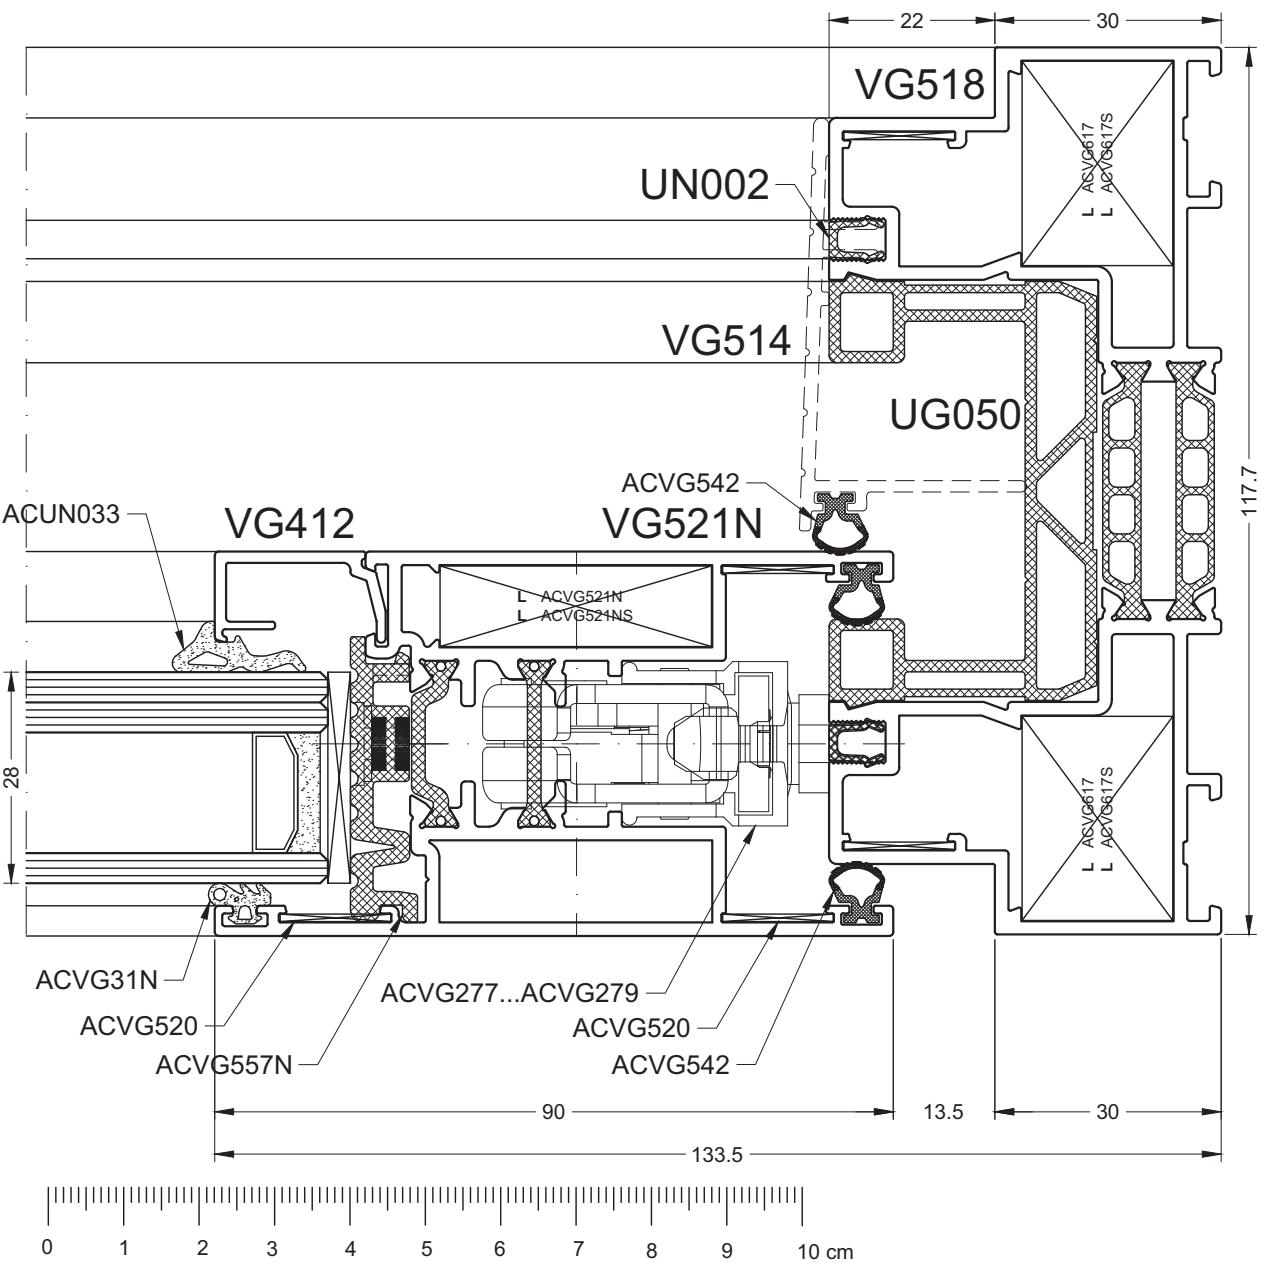 22
30
VG518
L ACVG617
L ACVG617S
UN002
VG514
UG050
ACVG542
117.7
ACUN033
VG412
VG521N
L ACVG521N
L ACVG521NS
28
L ACVG617
L ACVG617S
ACVG31N
ACVG277...ACVG279
ACVG520
ACVG520
ACVG557N
ACVG542
90
13.5
30
133.5
0 1 2 3 4 5 6 7 8 9 10 cm